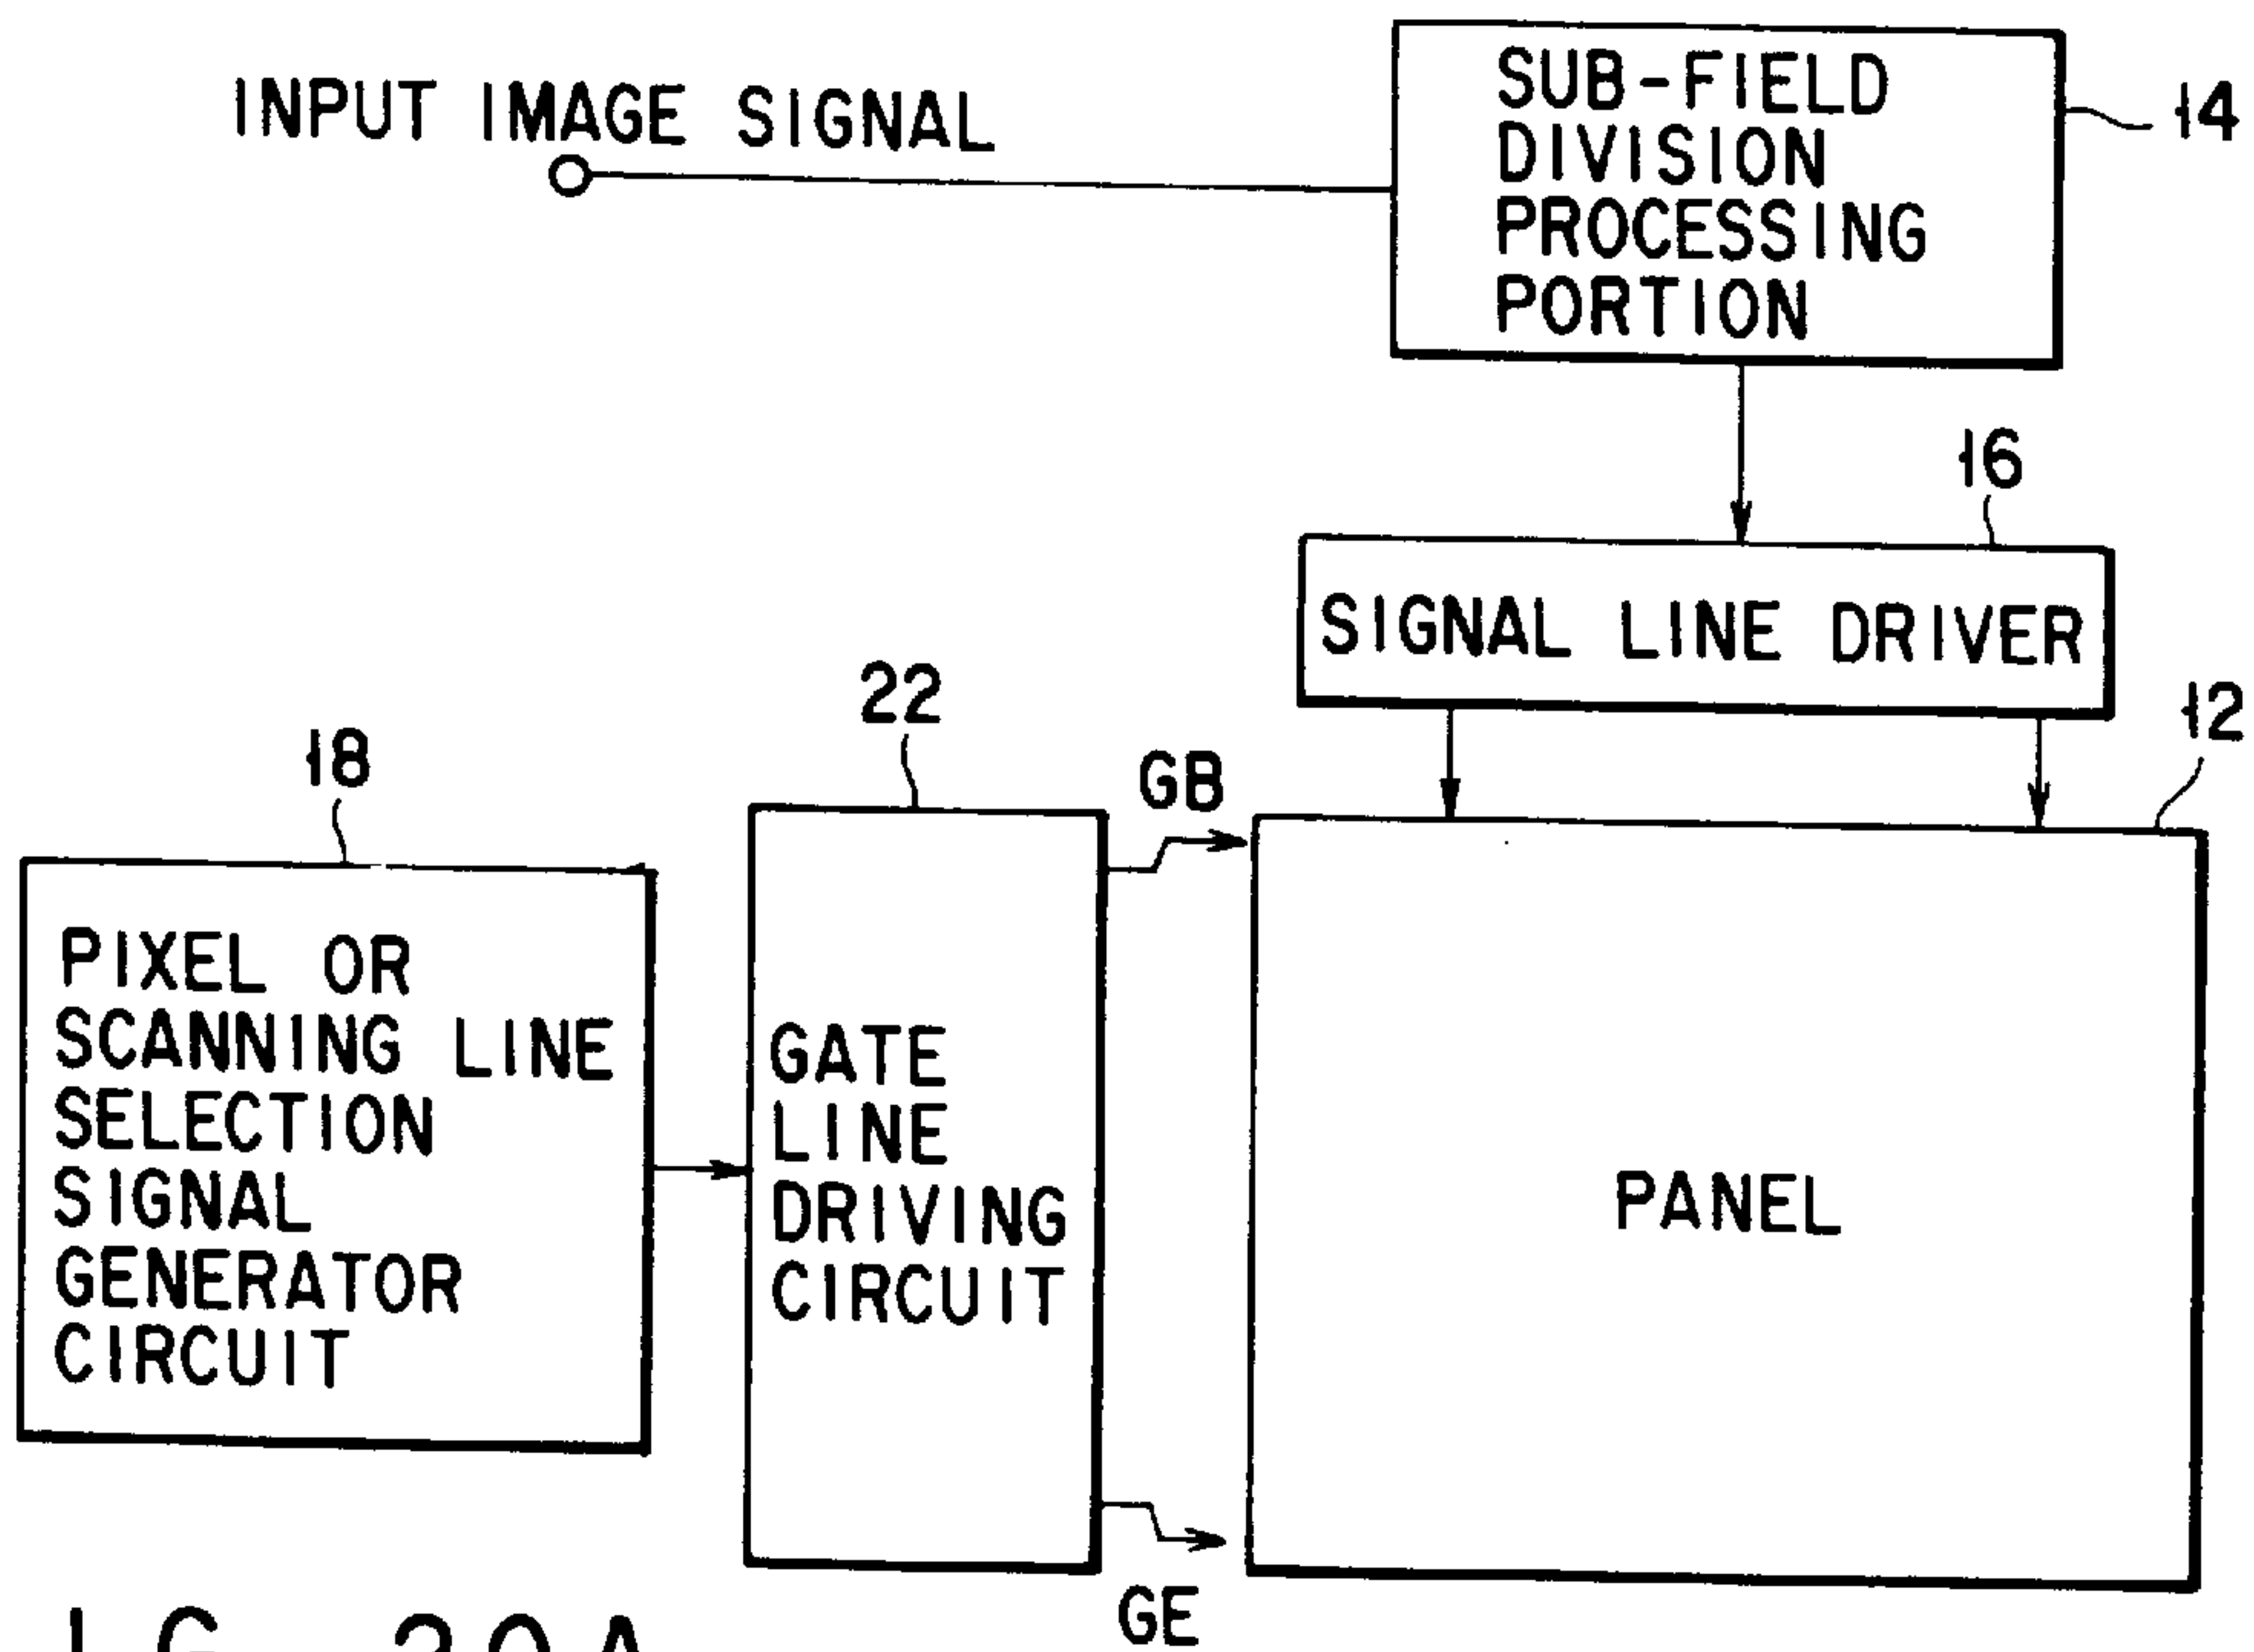 INPUT IMAGE SIGNAL
SUB-FIELD
DIVISION
PROCESSING
PORTION
14
16
SIGNAL LINE DRIVER
12
22
18
GB
PIXEL OR
SCANNING LINE
SELECTION
SIGNAL
GENERATOR
CIRCUIT
GATE
LINE
DRIVING
CIRCUIT
PANEL
GE